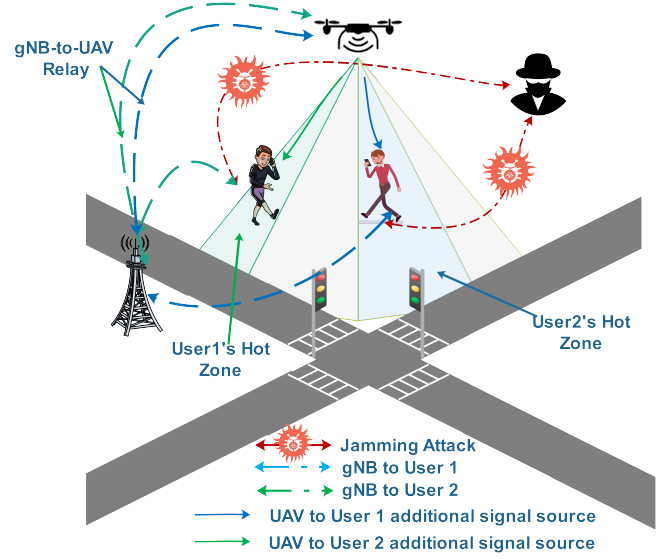 gNB-to-UAV
Relay
User1's Hot
Zone
User2's Hot
Zone
Jamming Attack
gNB to User 1
gNB to User 2
UAV to User 1 additional signal source
UAV to User 2 additional signal source